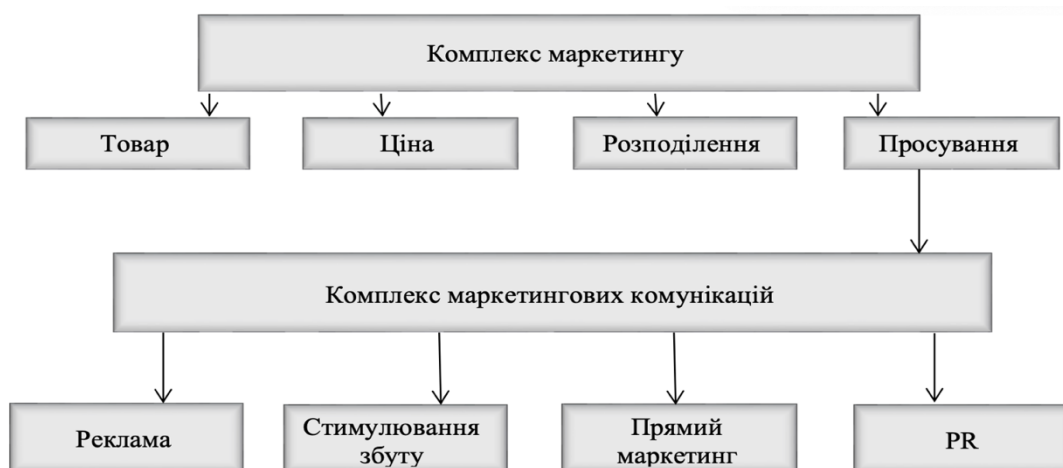 Комплекс маркетингу
Товар
Ціна
Розподілення
Просування
Комплекс маркетингових комунікацій
Реклама
Стимулювання
збуту
Прямий
маркетинг
PR